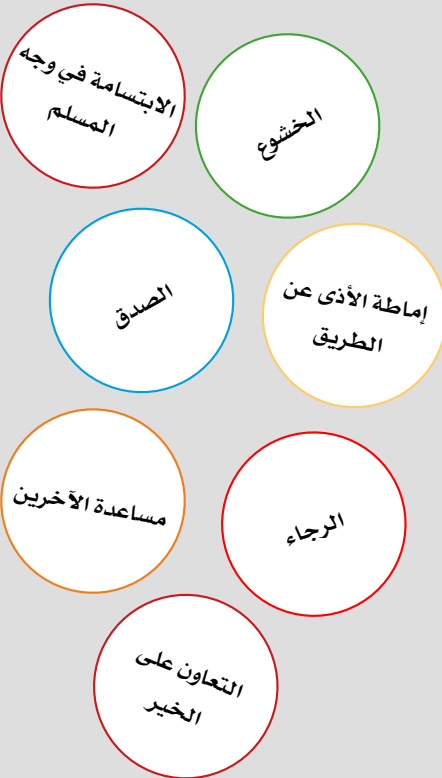 الابتسامة في وجه
المسلم
الخشوع
الصدق
إماطة الأذى عن
الطريق
مساعدة الآخرين
الرجاء
التعاون على
الخير